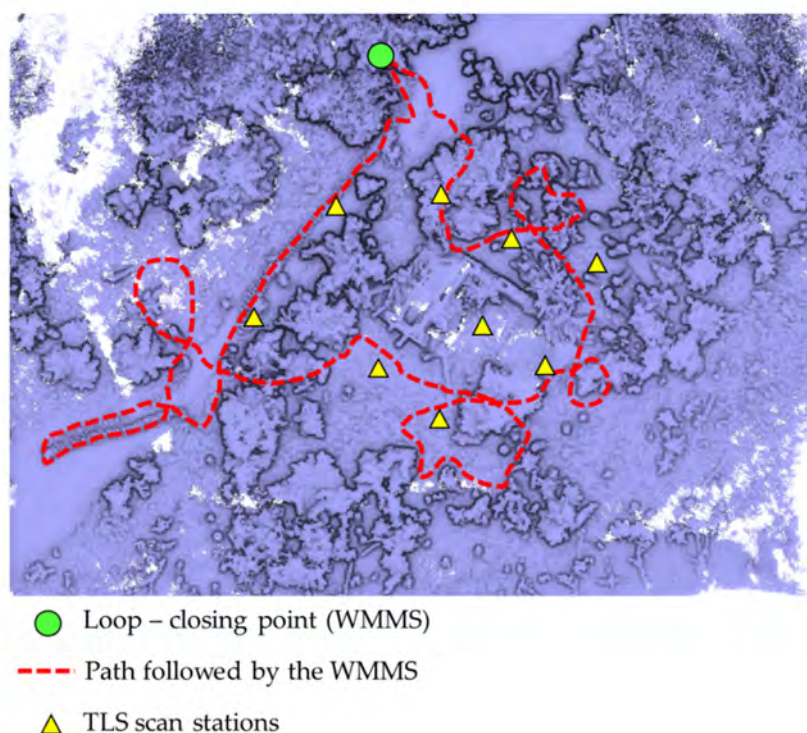 Loop – closing point (WMMS)
Path followed by the WMMS
TLS scan stations